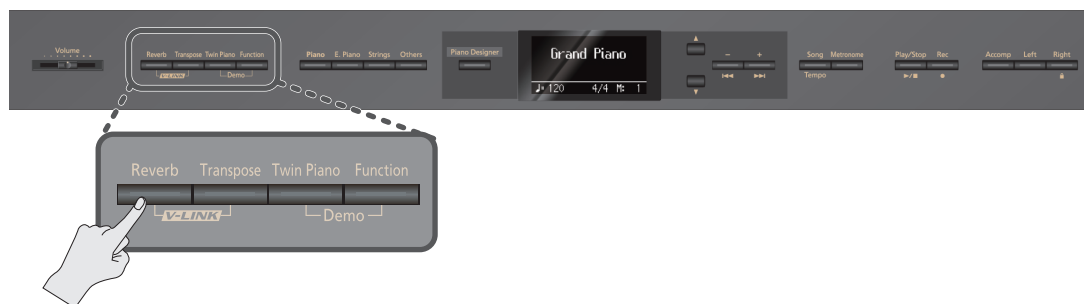 Volume
Reverb Transpose Twin Piano Function
V-LINK Demo
Piano E. Piano Strings Others
Piano Designer
Grand Piano
♩= 120 4/4 M: 1
▲
▼
− +
Song Metronome
Tempo
Play/Stop Rec
Accomp Left Right
Reverb Transpose Twin Piano Function
V-LINK Demo